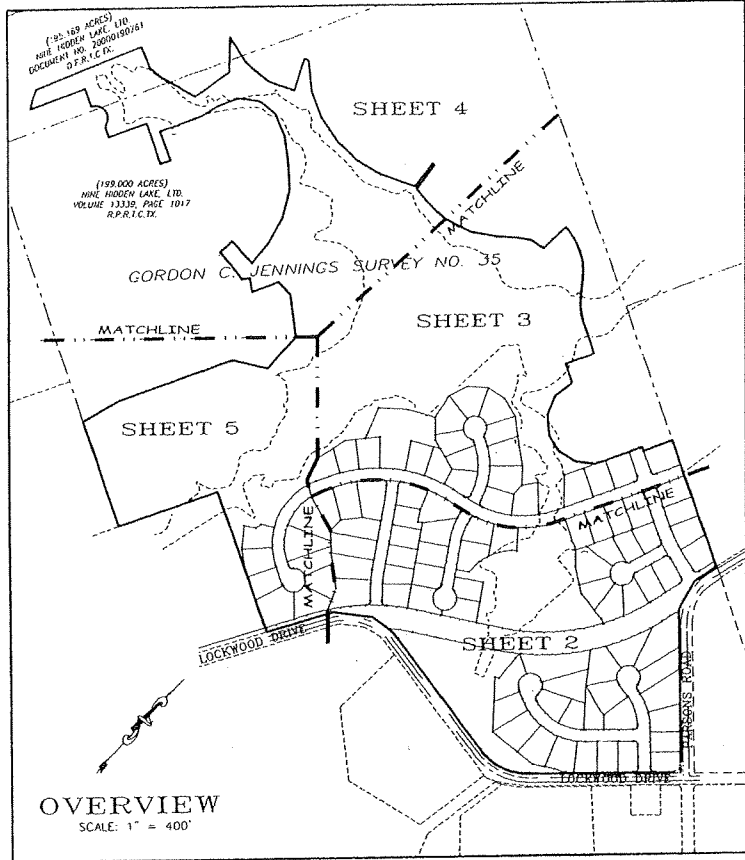 (195.169 ACRES)
NINE HIDDEN LAKE, LTD.
DOCUMENT NO. 2000190261
O.P.R.T.C.TX.
SHEET 4
(199.000 ACRES)
NINE HIDDEN LAKE, LTD.
VOLUME 13339, PAGE 1017
R.P.R.T.C.TX.
MATCHLINE
GORDON C. JENNINGS SURVEY NO. 35
MATCHLINE
SHEET 3
SHEET 5
MATCHLINE
MATCHLINE
LOCKWOOD DRIVE
SHEET 2
PARSONS ROAD
LOCKWOOD DRIVE
OVERVIEW
SCALE: 1" = 400'